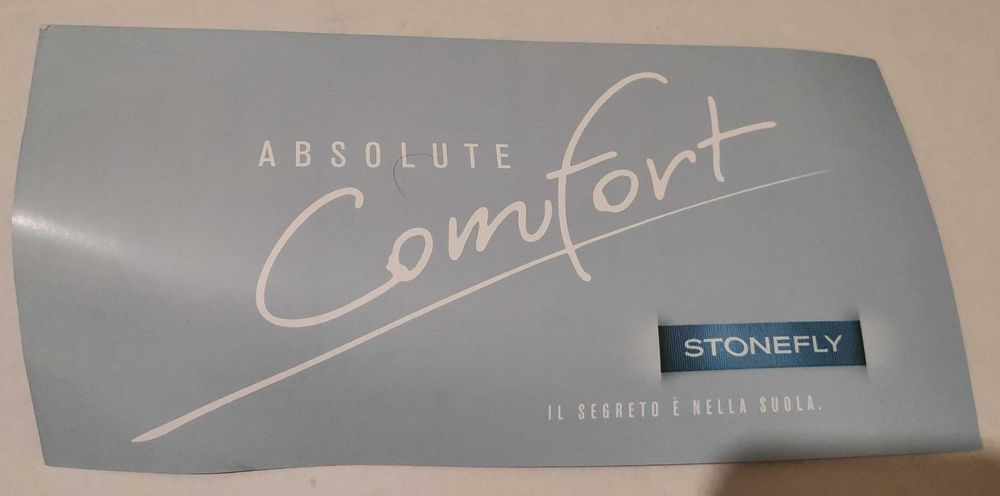 ABSOLUTE
Comfort
STONEFLY
IL SEGRETO È NELLA SUOLA.